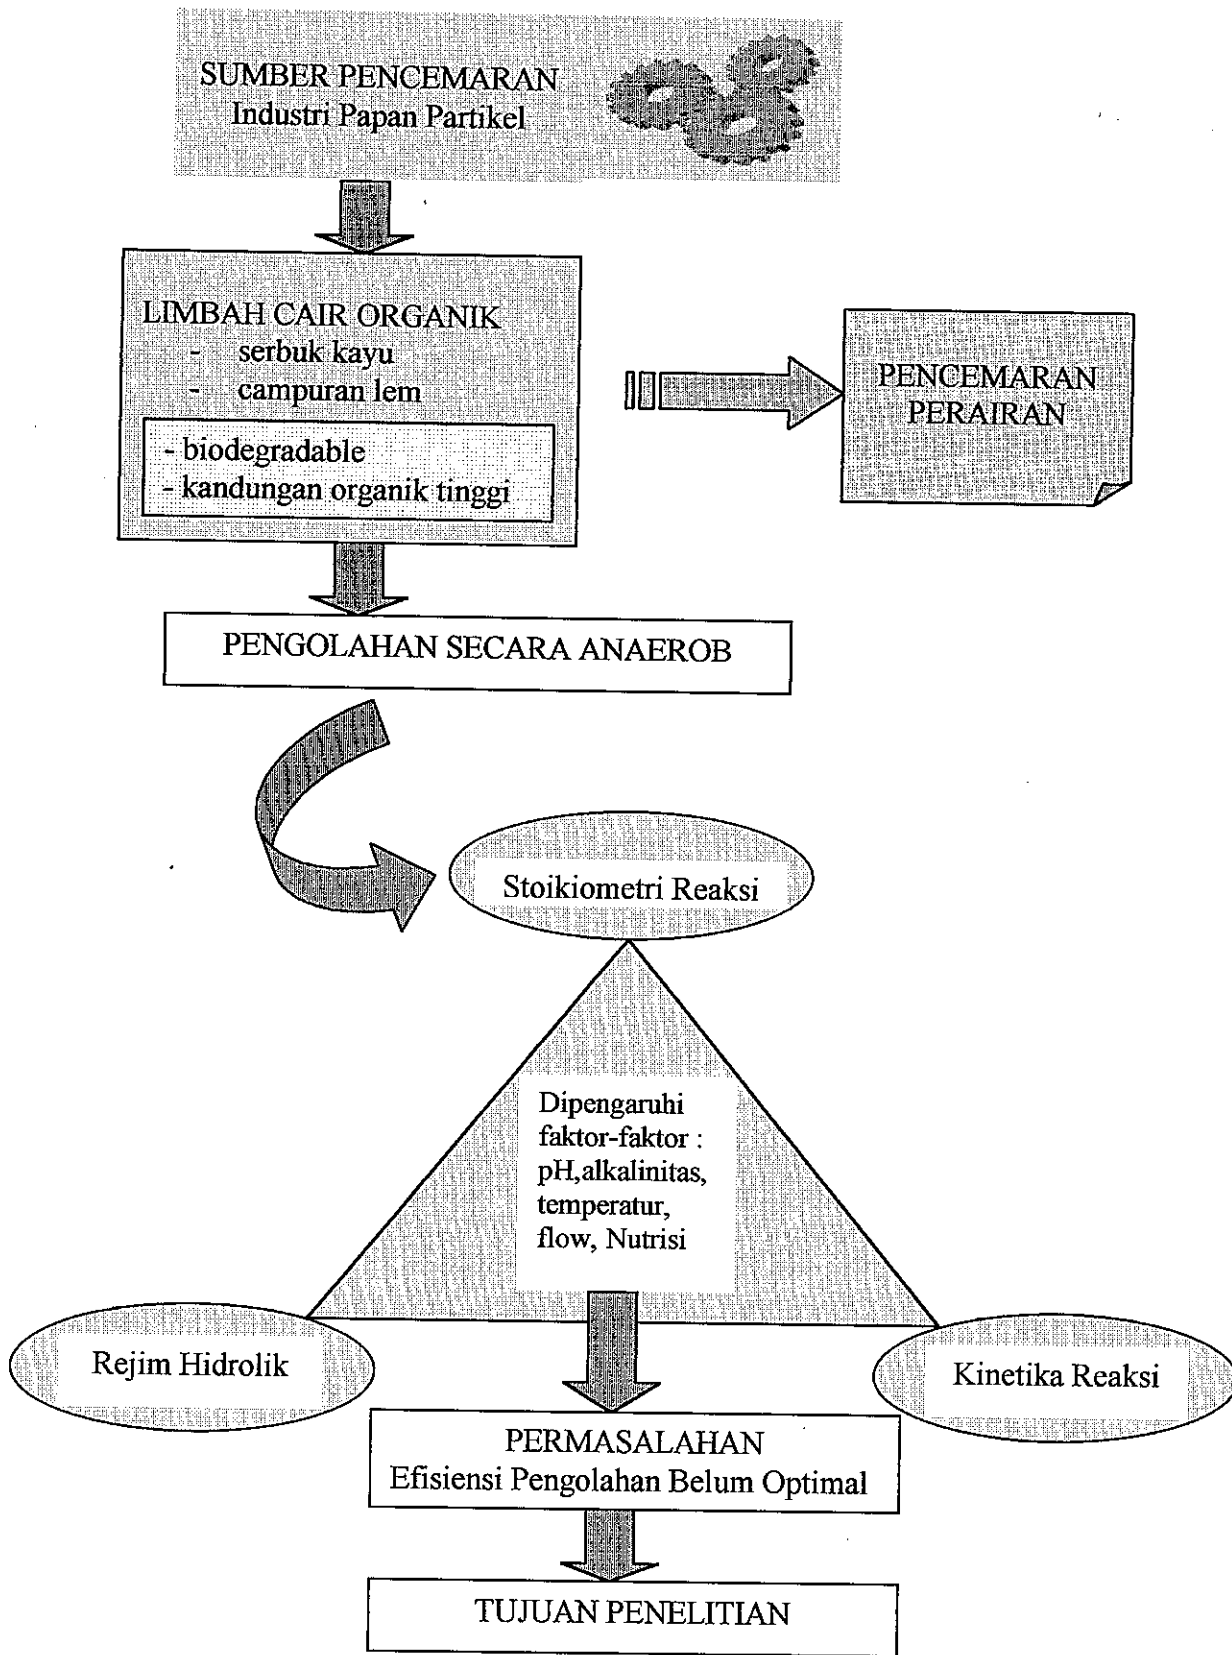 SUMBER PENCEMARAN
Industri Papan Partikel
LIMBAH CAIR ORGANIK
- serbuk kayu
- campuran lem
- biodegradable
- kandungan organik tinggi
PENCEMARAN
PERAIRAN
PENGOLAHAN SECARA ANAEROB
Stoikiometri Reaksi
Dipengaruhi
faktor-faktor :
pH,alkalinitas,
temperatur,
flow, Nutrisi
Rejim Hidrolik
Kinetika Reaksi
PERMASALAHAN
Efisiensi Pengolahan Belum Optimal
TUJUAN PENELITIAN